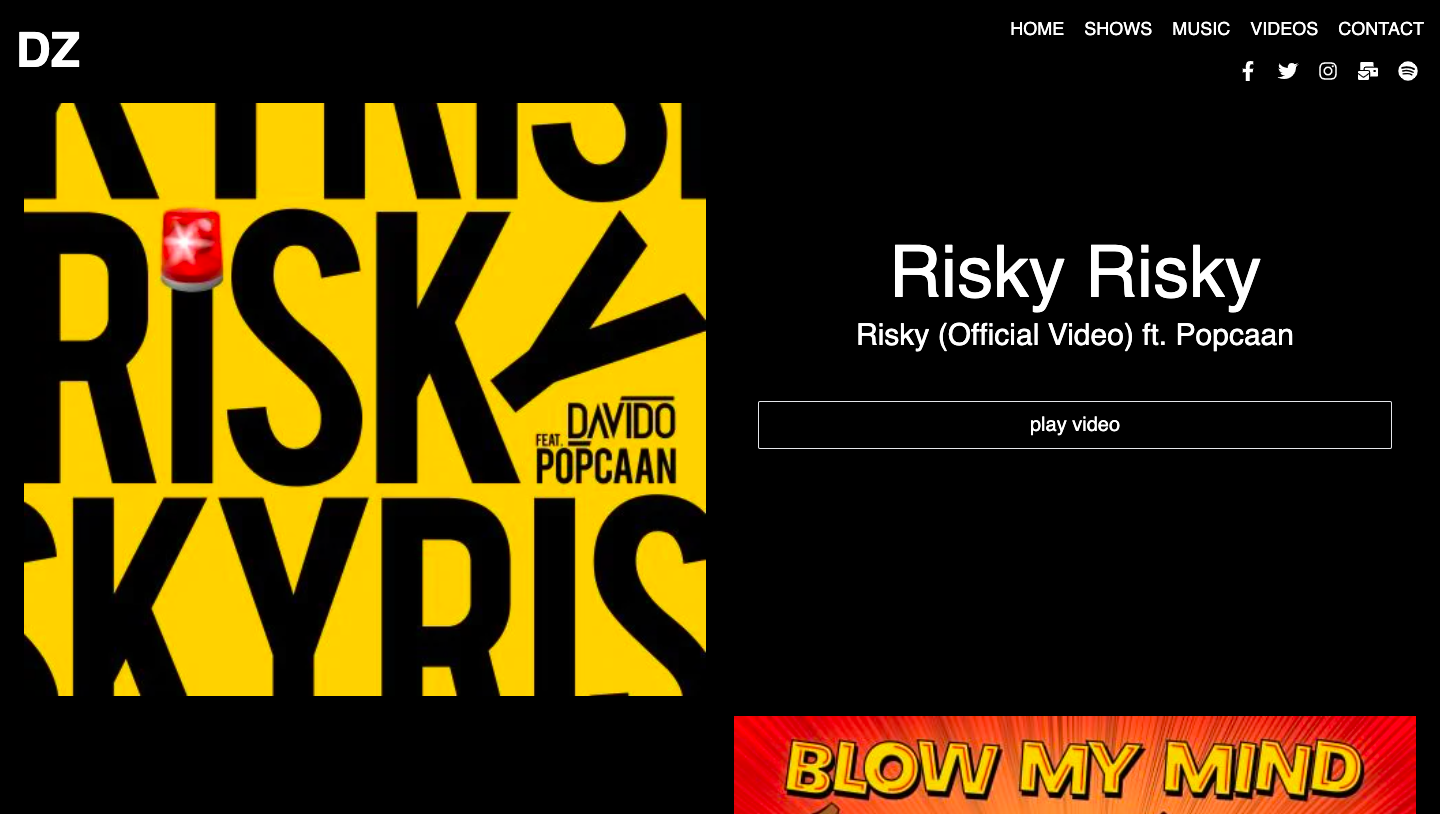 DZ
HOME SHOWS MUSIC VIDEOS CONTACT
KYRISK
RiSKY
FEAT. DAVIDO
POPCAAN
SKYRIS
Risky Risky
Risky (Official Video) ft. Popcaan
play video
BLOW MY MIND